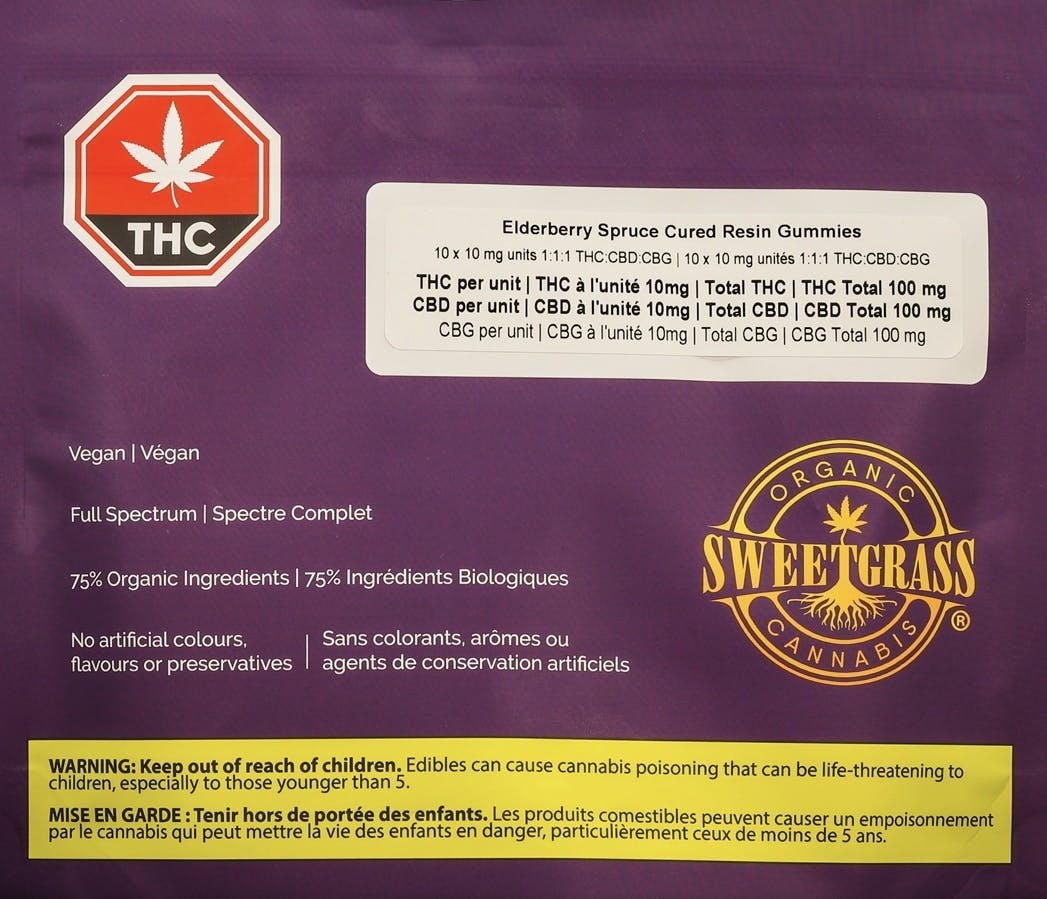 THC
Elderberry Spruce Cured Resin Gummies
10 x 10 mg units 1:1:1 THC:CBD:CBG | 10 x 10 mg unités 1:1:1 THC:CBD:CBG
THC per unit | THC à l'unité 10mg | Total THC | THC Total 100 mg
CBD per unit | CBD à l'unité 10mg | Total CBD | CBD Total 100 mg
CBG per unit | CBG à l'unité 10mg | Total CBG | CBG Total 100 mg
Vegan | Végan
Full Spectrum | Spectre Complet
75% Organic Ingredients | 75% Ingrédients Biologiques
No artificial colours,
flavours or preservatives
Sans colorants, arômes ou
agents de conservation artificiels
ORGANIC
SWEETGRASS
CANNABIS
®
WARNING: Keep out of reach of children. Edibles can cause cannabis poisoning that can be life-threatening to
children, especially to those younger than 5.
MISE EN GARDE : Tenir hors de portée des enfants. Les produits comestibles peuvent causer un empoisonnement
par le cannabis qui peut mettre la vie des enfants en danger, particulièrement ceux de moins de 5 ans.